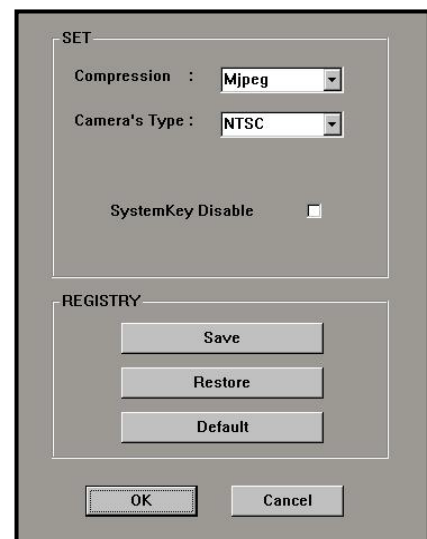 SET
Compression : Mjpeg
Camera's Type : NTSC
SystemKey Disable
REGISTRY
Save
Restore
Default
OK Cancel